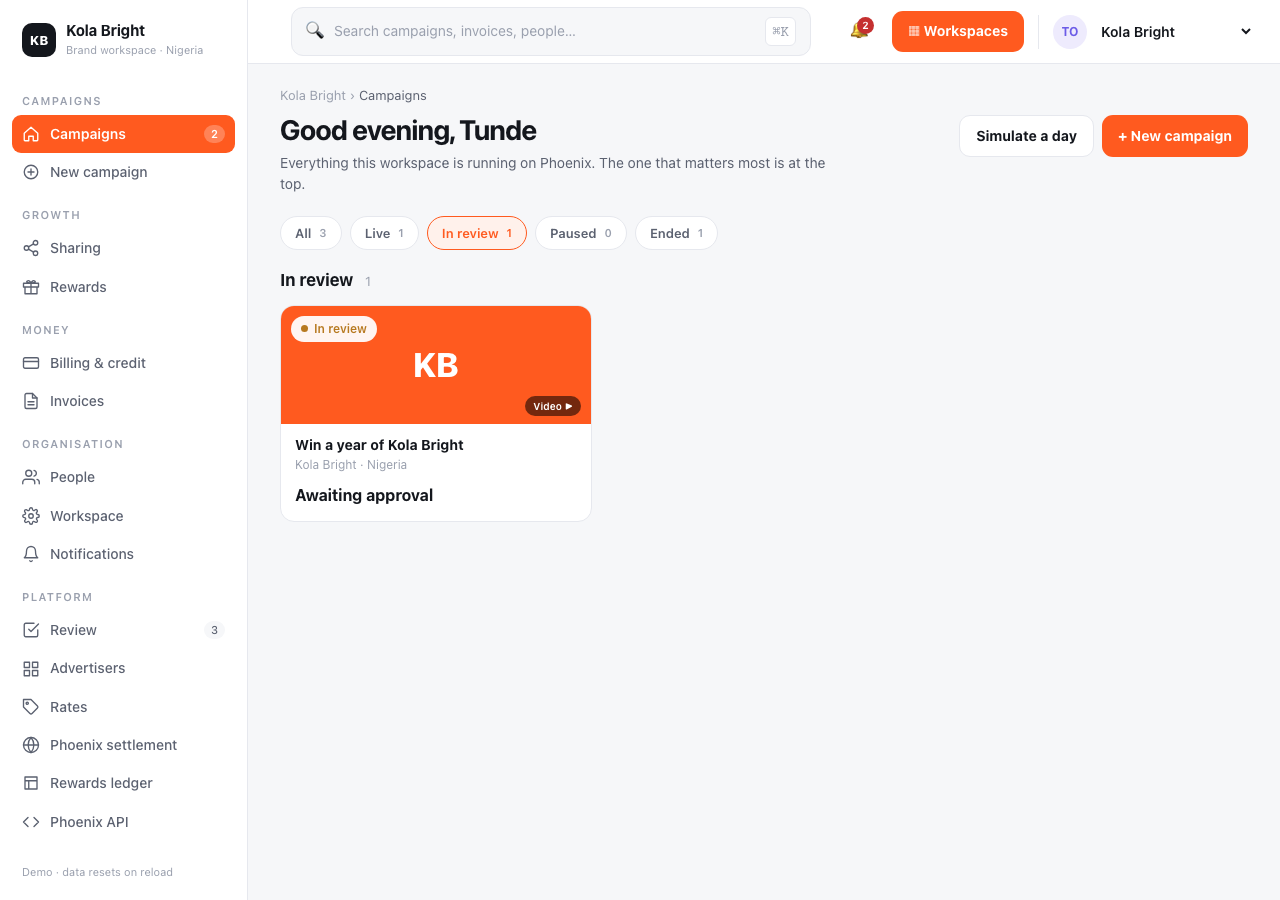 KB
Kola Bright
Brand workspace · Nigeria
CAMPAIGNS
Campaigns 2
New campaign
GROWTH
Sharing
Rewards
MONEY
Billing & credit
Invoices
ORGANISATION
People
Workspace
Notifications
PLATFORM
Review 3
Advertisers
Rates
Phoenix settlement
Rewards ledger
Phoenix API
Demo · data resets on reload
Search campaigns, invoices, people... ⌘K
2
Workspaces
TO Kola Bright
Kola Bright › Campaigns
Good evening, Tunde
Everything this workspace is running on Phoenix. The one that matters most is at the
top.
Simulate a day
+ New campaign
All 3 Live 1 In review 1 Paused 0 Ended 1
In review 1
In review
KB
Video ▶
Win a year of Kola Bright
Kola Bright · Nigeria
Awaiting approval